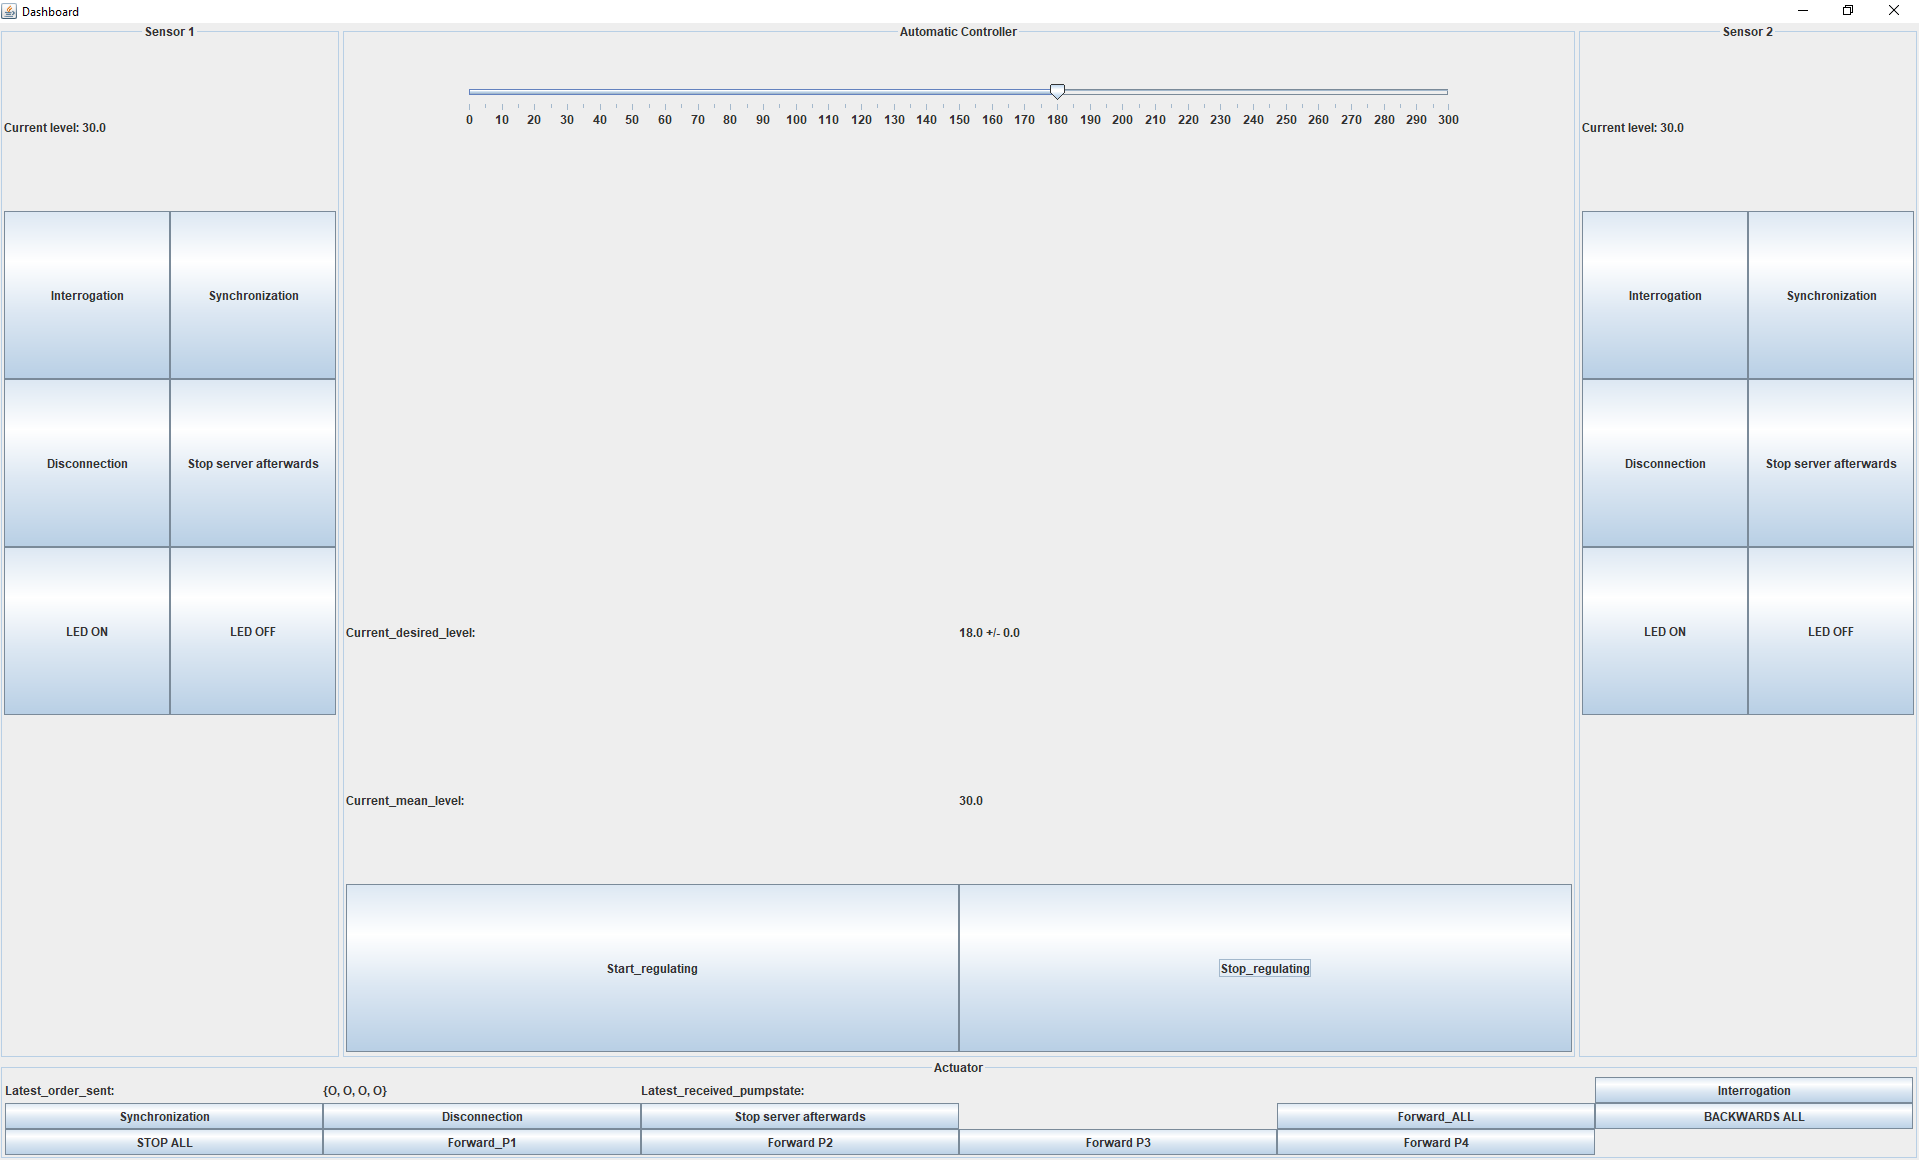 Dashboard
Sensor 1
Automatic Controller
Sensor 2
0 10 20 30 40 50 60 70 80 90 100 110 120 130 140 150 160 170 180 190 200 210 220 230 240 250 260 270 280 290 300
Current level: 30.0
Current level: 30.0
Interrogation Synchronization
Interrogation Synchronization
Disconnection Stop server afterwards
Disconnection Stop server afterwards
LED ON LED OFF
LED ON LED OFF
Current_desired_level: 18.0 +/- 0.0
Current_mean_level: 30.0
Start_regulating Stop_regulating
Actuator
Latest_order_sent: {O, O, O, O} Latest_received_pumpstate: Interrogation
Synchronization Disconnection Stop server afterwards Forward_ALL BACKWARDS ALL
STOP ALL Forward_P1 Forward P2 Forward P3 Forward P4